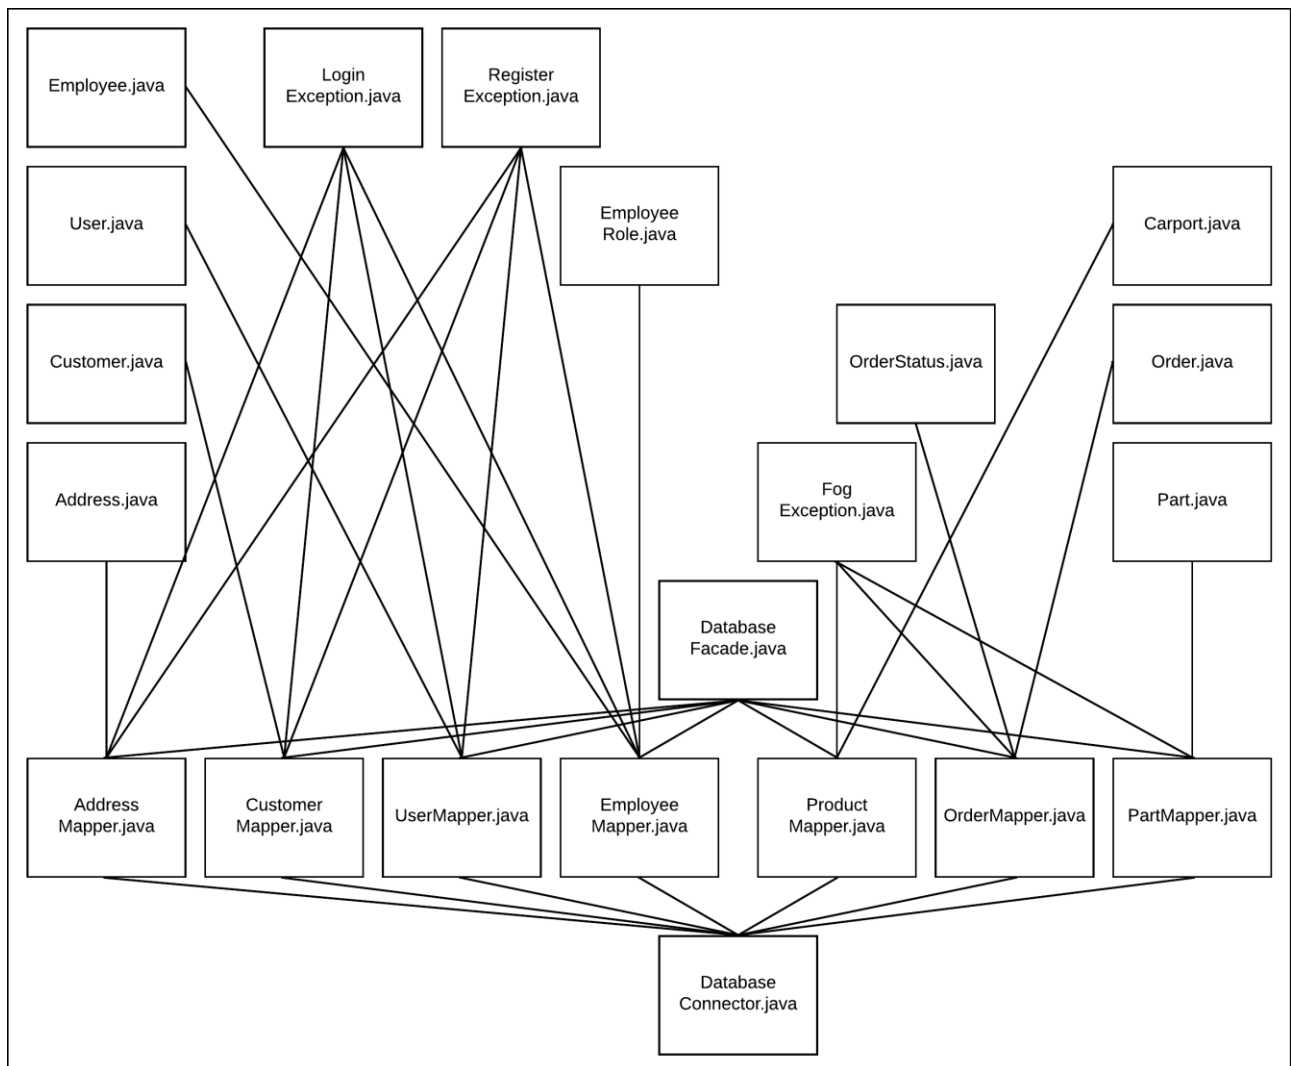 Employee.java
Login
Exception.java
Register
Exception.java
User.java
Employee
Role.java
Carport.java
Customer.java
OrderStatus.java
Order.java
Address.java
Fog
Exception.java
Part.java
Database
Facade.java
Address
Mapper.java
Customer
Mapper.java
UserMapper.java
Employee
Mapper.java
Product
Mapper.java
OrderMapper.java
PartMapper.java
Database
Connector.java